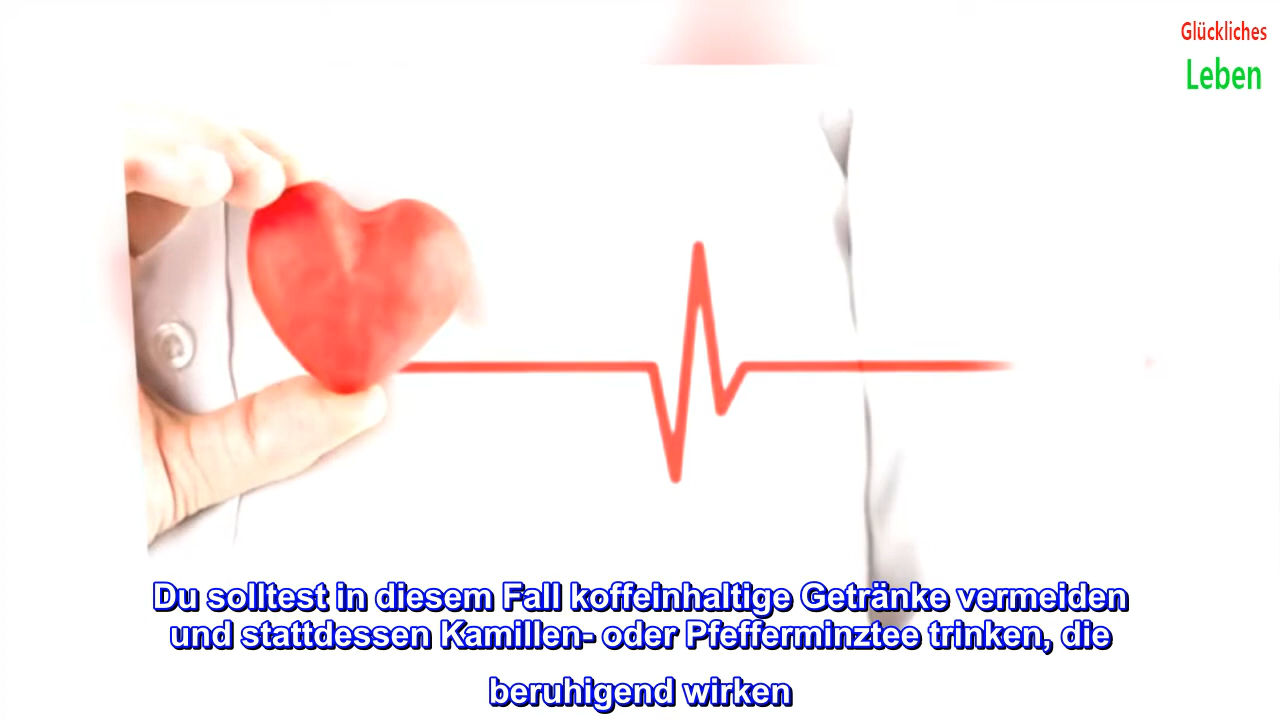 Glückliches
Leben
Du solltest in diesem Fall koffeinhaltige Getränke vermeiden
und stattdessen Kamillen- oder Pfefferminztee trinken, die
beruhigend wirken